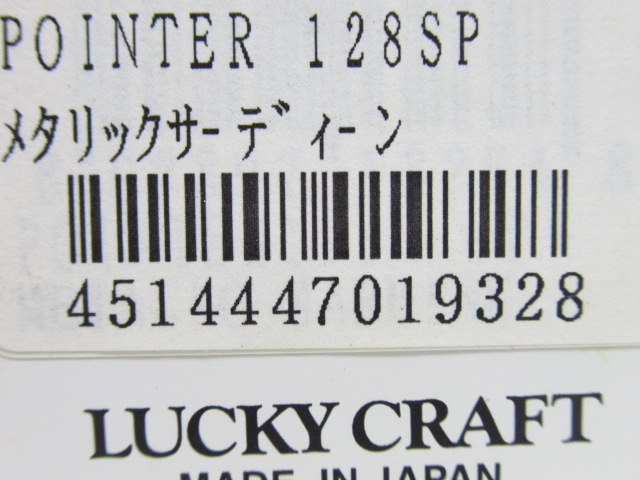 POINTER 128SP
ﾒﾀﾘｯｸｻｰﾃﾞｨｰﾝ
4514447019328
LUCKY CRAFT
MADE IN JAPAN